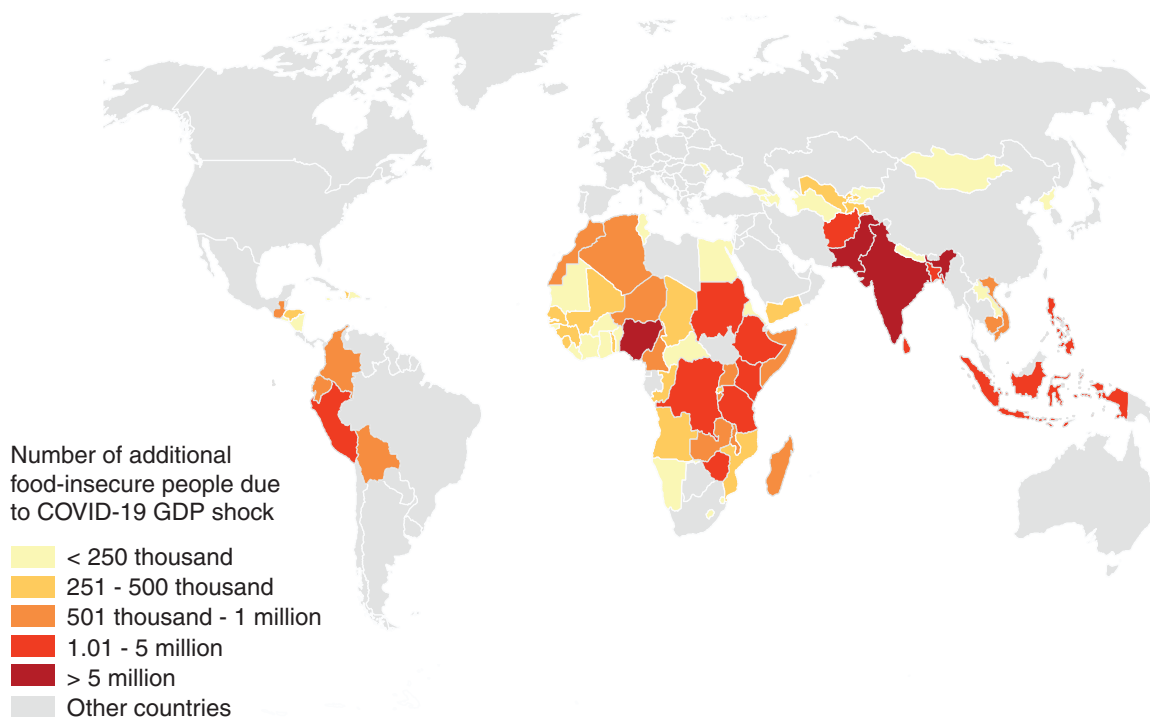 Number of additional
food-insecure people due
to COVID-19 GDP shock
< 250 thousand
251 - 500 thousand
501 thousand - 1 million
1.01 - 5 million
> 5 million
Other countries